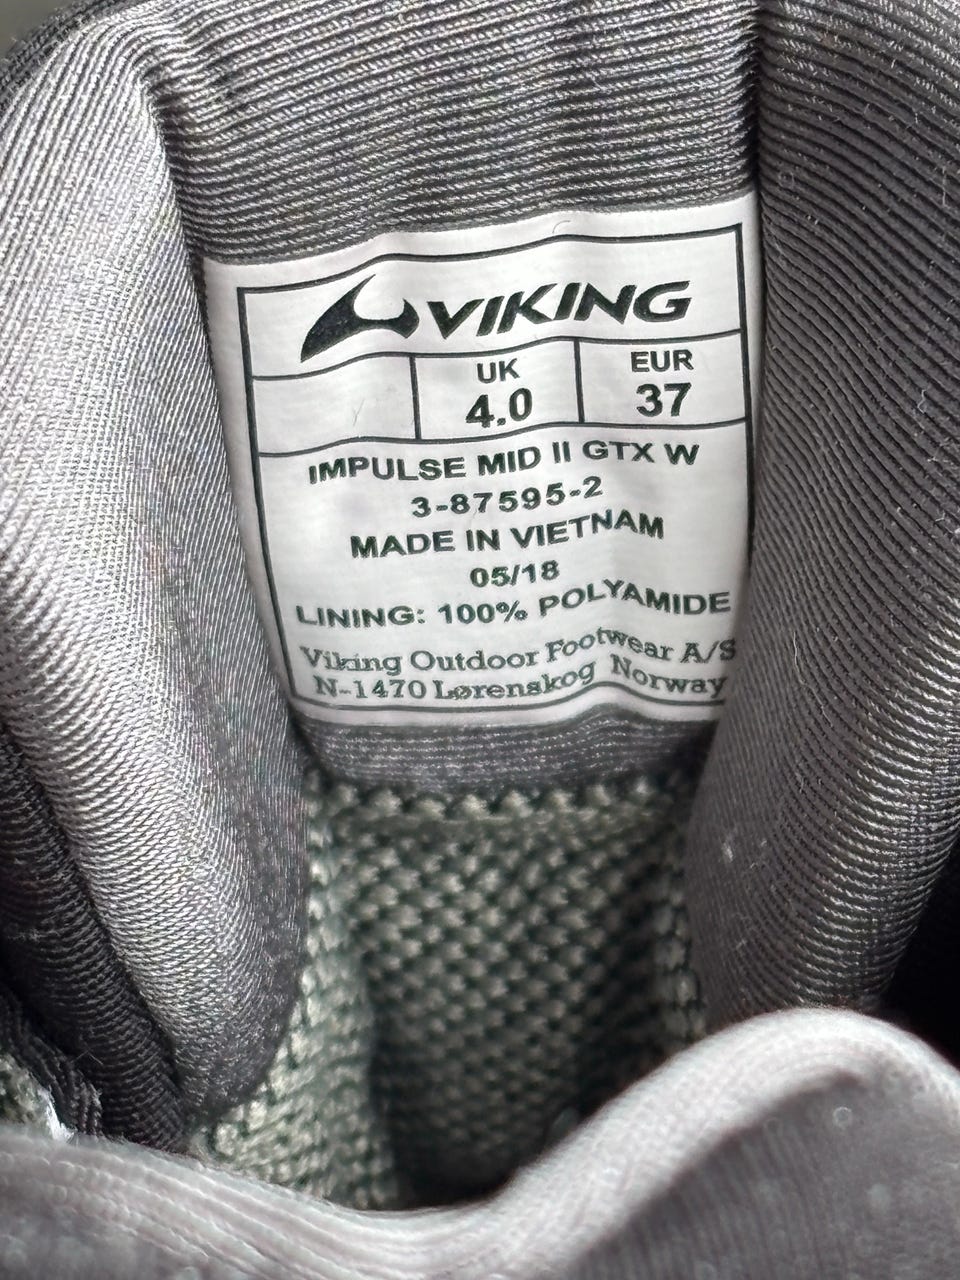 VIKING
UK EUR
4.0 37
IMPULSE MID II GTX W
3-87595-2
MADE IN VIETNAM
05/18
LINING: 100% POLYAMIDE
Viking Outdoor Footwear A/S
N-1470 Lørenskog Norway